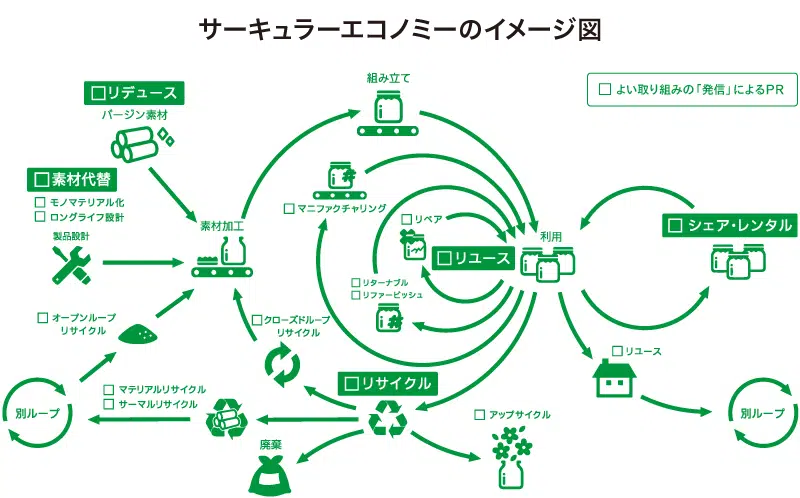 サーキュラーエコノミーのイメージ図
組み立て
□よい取り組みの「発信」によるPR
□リデュース
バージン素材
□素材代替
□モノマテリアル化
□ロングライフ設計
製品設計
素材加工
□マニファクチャリング
□リペア
□リユース
利用
□シェア・レンタル
□リターナブル
□リファービッシュ
□オープンループ
リサイクル
□クローズドループ
リサイクル
□リユース
□リサイクル
別ループ
□マテリアルリサイクル
□サーマルリサイクル
□アップサイクル
別ループ
廃棄